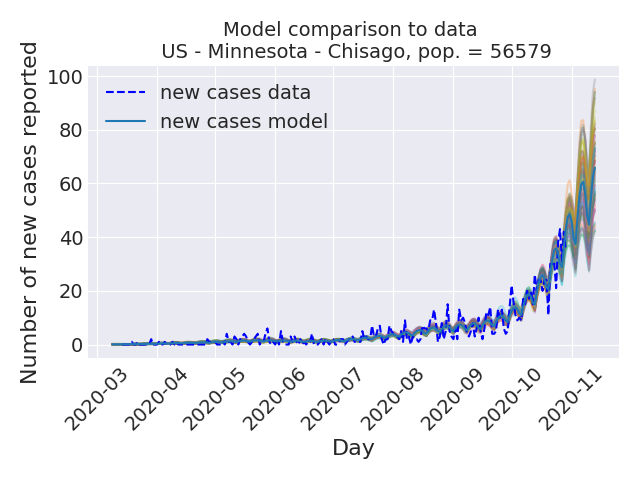 Model comparison to data
US - Minnesota - Chisago, pop. = 56579
Number of new cases reported
100
80
60
40
20
0
new cases data
new cases model
2020-03
2020-04
2020-05
2020-06
2020-07
2020-08
2020-09
2020-10
2020-11
Day